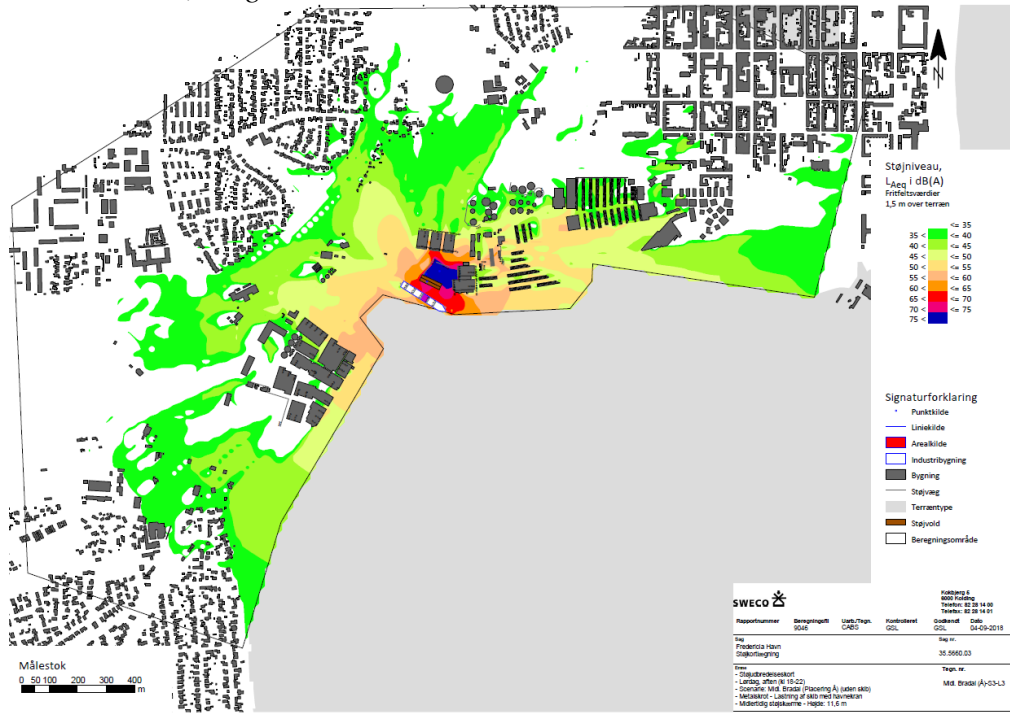 N
Støjniveau,
LAeq i dB(A)
Fritfeltsværdier
1,5 m over terræn
<= 35
35 < <= 40
40 < <= 45
45 < <= 50
50 < <= 55
55 < <= 60
60 < <= 65
65 < <= 70
70 < <= 75
75 <
Signaturforklaring
Punktkilde
Liniekilde
Arealkilde
Industribygning
Bygning
Støjvæg
Terræntype
Støjvold
Beregningsområde
Målestok
0 50 100 200 300 400
m
SWECO
Kokbjerg 5
6000 Kolding
Telefon: 82 28 14 00
Telefax: 82 28 14 01
Rapportnummer Beregningsfil Udarb./Tegn. Kontrolleret Godkendt Dato
9046 CABS GSL GSL 04-09-2018
Sag Sag nr.
Fredericia Havn
Støjkortlægning 35.5660.03
Emne Tegn. nr.
- Støjudbredelseskort
- Lørdag, aften (kl 18-22)
- Scenarie: Midl. Bradal (Placering Å) (uden skib) Midl. Bradal (Å)-S3-L3
- Metalskrot - Lastning af skib med havnekran
- Midlertidig støjskærme - Højde: 11,6 m